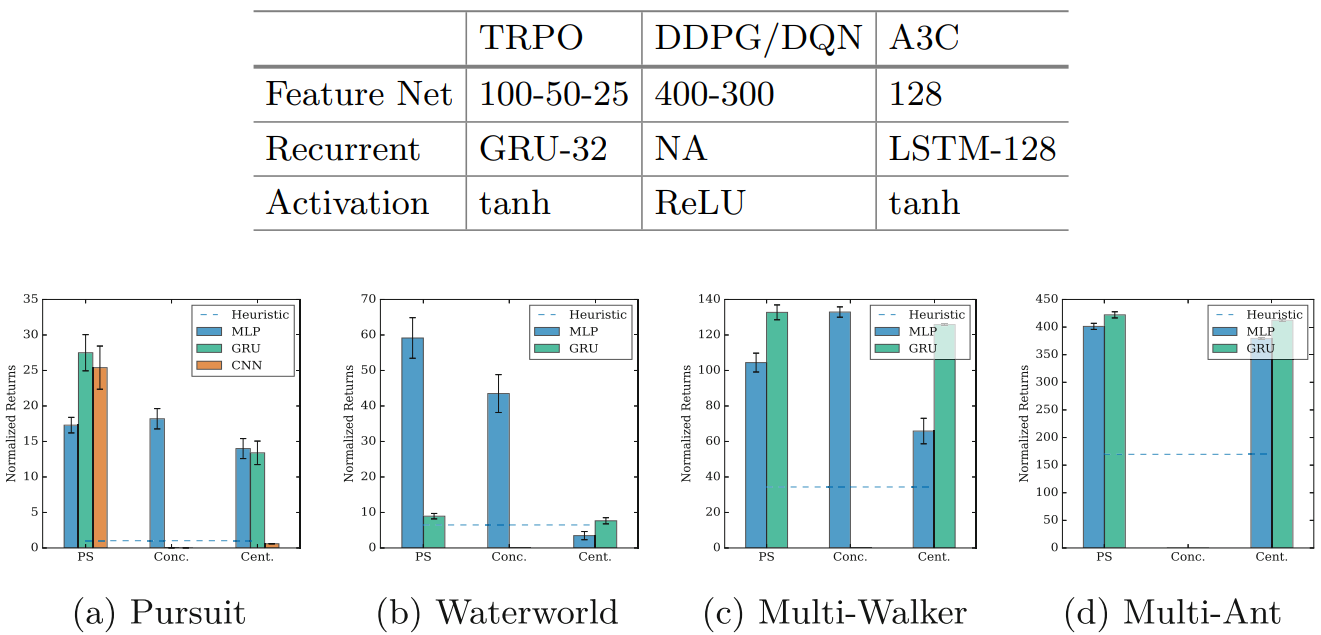 TRPO DDPG/DQN A3C
Feature Net 100-50-25 400-300 128
Recurrent GRU-32 NA LSTM-128
Activation tanh ReLU tanh
Normalized Returns
35
30
25
20
15
10
5
0
Heuristic
MLP
GRU
CNN
PS Conc. Cent.
(a) Pursuit
Normalized Returns
70
60
50
40
30
20
10
0
Heuristic
MLP
GRU
PS Conc. Cent.
(b) Waterworld
Normalized Returns
140
120
100
80
60
40
20
0
Heuristic
MLP
GRU
PS Conc. Cent.
(c) Multi-Walker
Normalized Returns
450
400
350
300
250
200
150
100
50
0
Heuristic
MLP
GRU
PS Conc. Cent.
(d) Multi-Ant